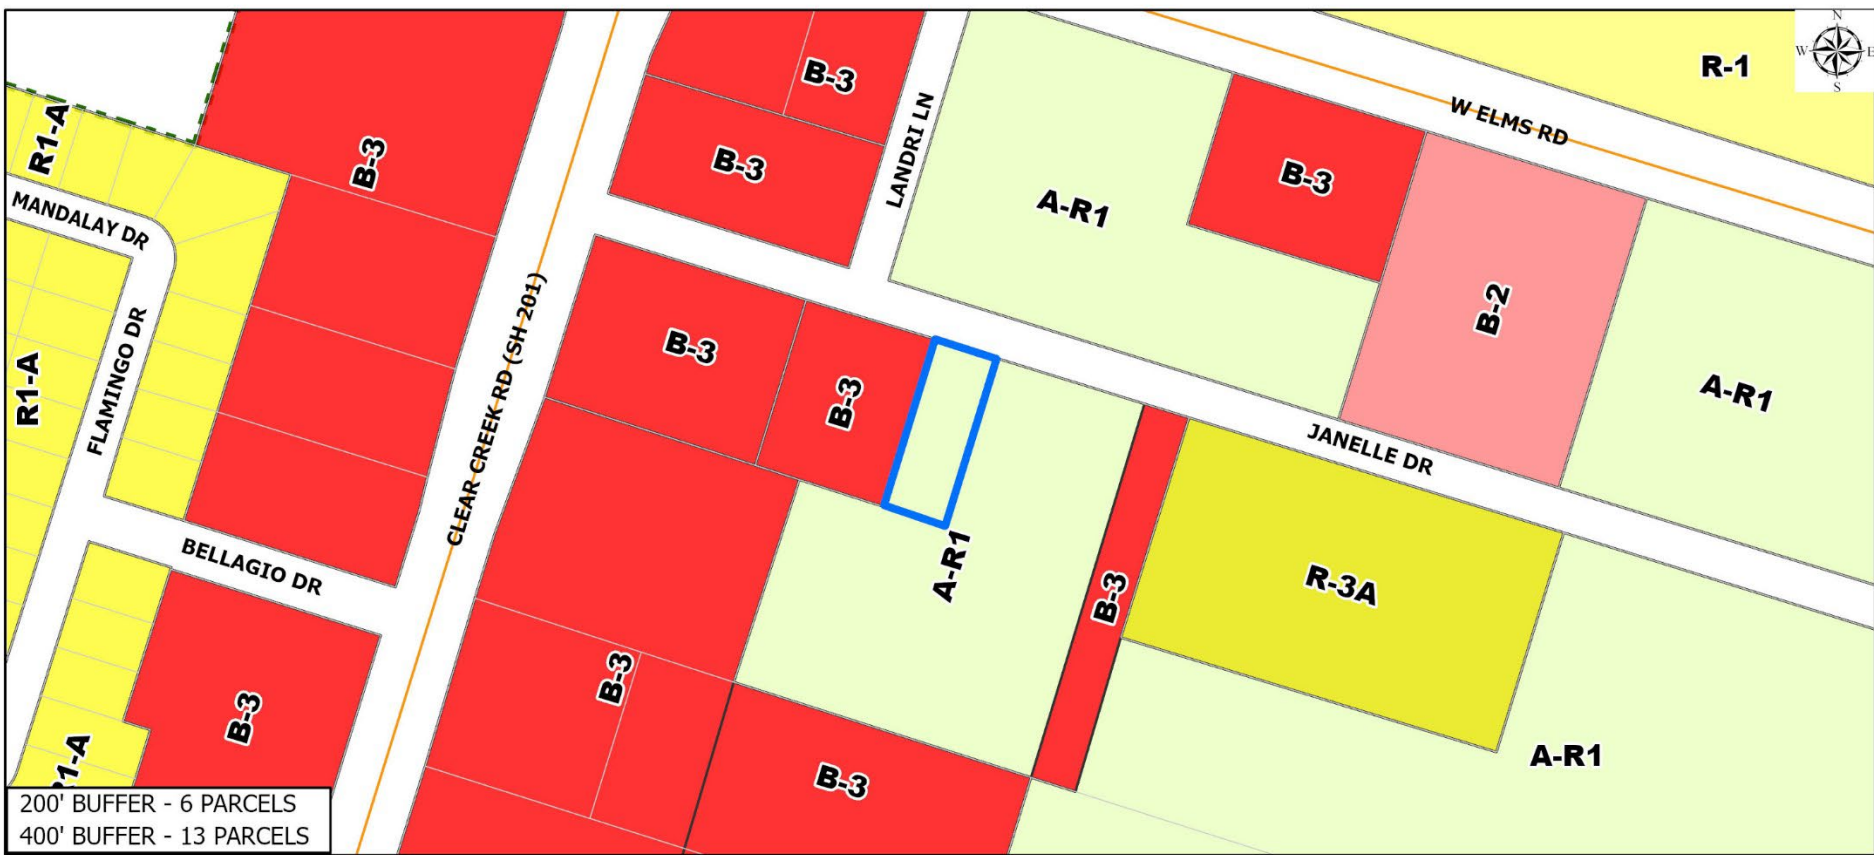 N
W E
S
R-1
B-3
W ELMS RD
R1-A
B-3
B-3
LANDRI LN
B-3
MANDALAY DR
A-R1
B-2
CLEAR CREEK RD (SH 201)
FLAMINGO DR
R1-A
B-3
B-3
A-R1
JANELLE DR
BELLAGIO DR
A-R1
B-3
R-3A
B-3
B-3
R1-A
B-3
A-R1
200' BUFFER - 6 PARCELS
400' BUFFER - 13 PARCELS